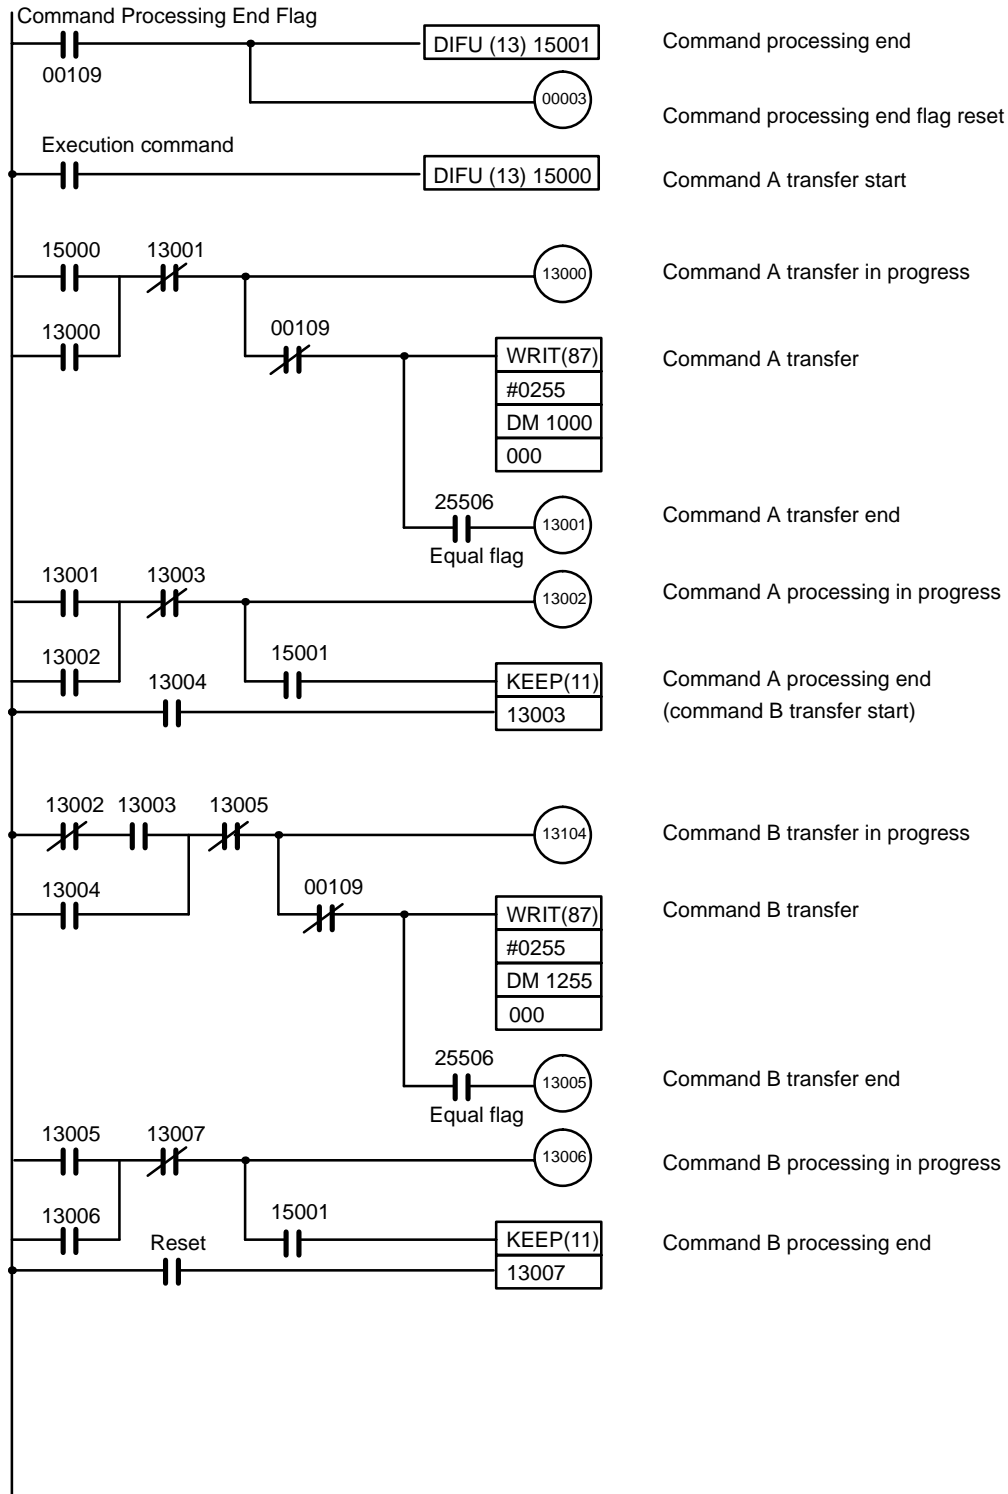 Command Processing End Flag
DIFU (13) 15001
Command processing end
00109
00003
Command processing end flag reset
Execution command
DIFU (13) 15000
Command A transfer start
15000
13001
13000
Command A transfer in progress
13000
00109
WRIT(87)
Command A transfer
#0255
DM 1000
000
25506
13001
Command A transfer end
Equal flag
13001
13003
13002
Command A processing in progress
13002
15001
KEEP(11)
Command A processing end
13004
13003
(command B transfer start)
13002
13003
13005
13104
Command B transfer in progress
13004
00109
WRIT(87)
Command B transfer
#0255
DM 1255
000
25506
13005
Command B transfer end
Equal flag
13005
13007
13006
Command B processing in progress
13006
15001
Reset
KEEP(11)
Command B processing end
13007